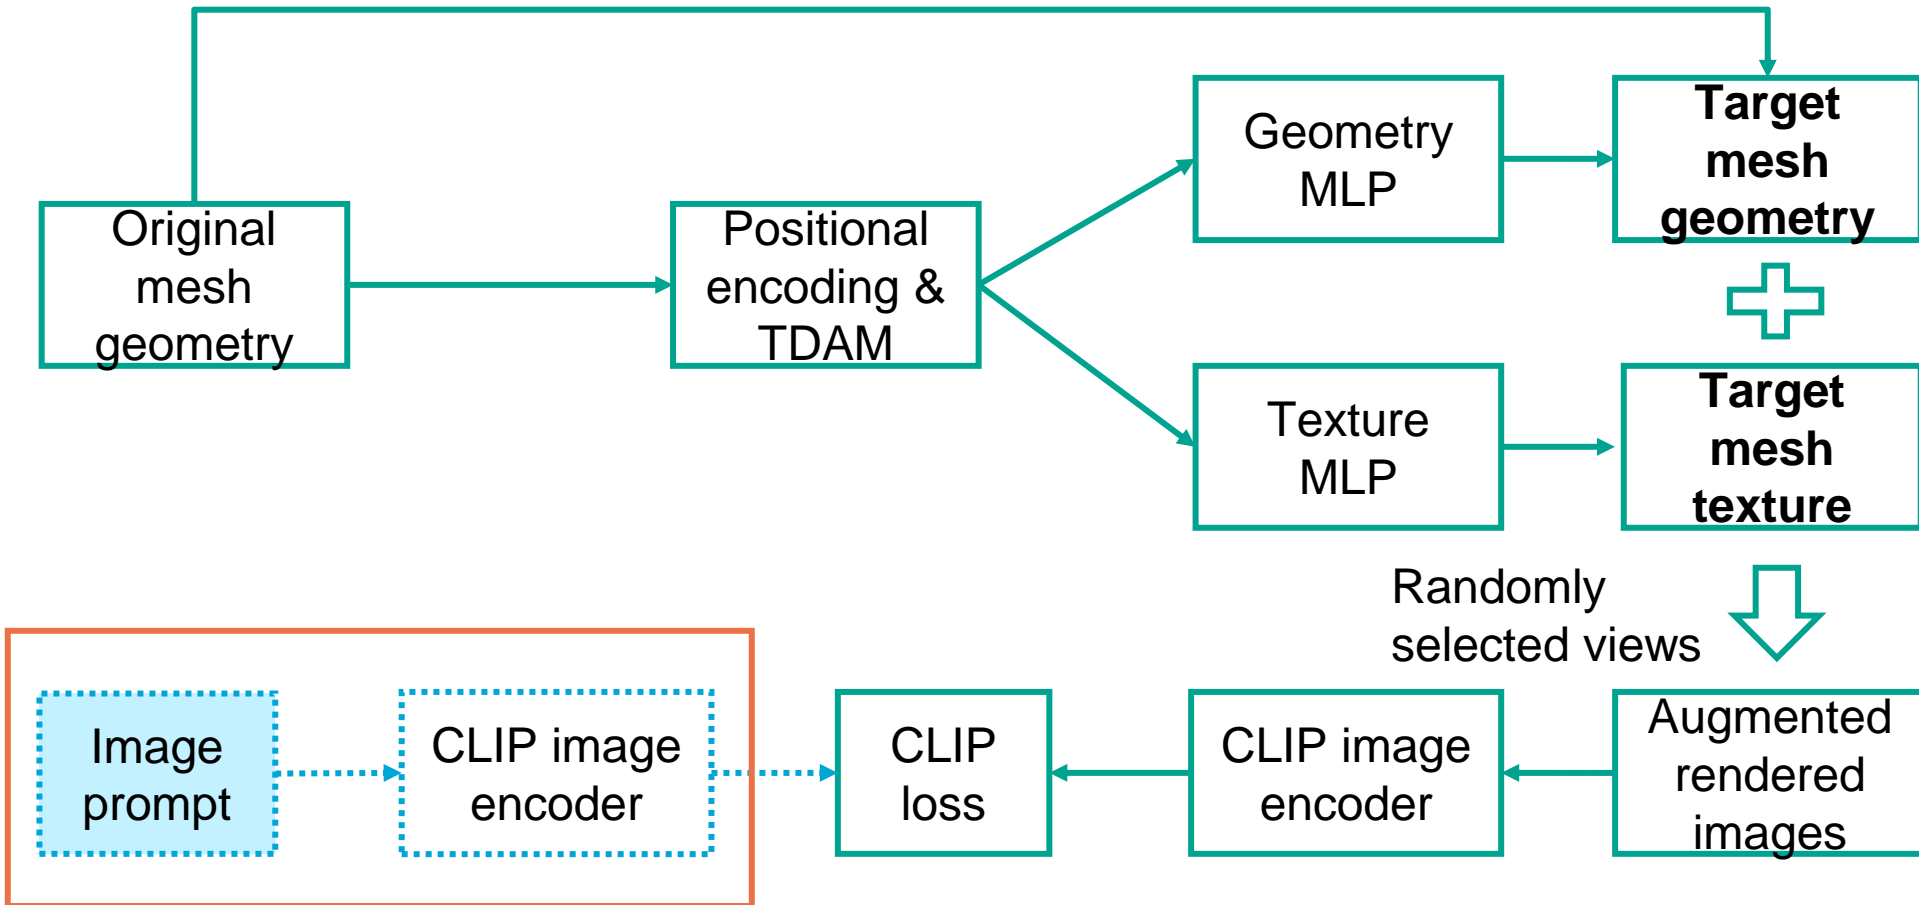 Original
mesh
geometry
Positional
encoding &
TDAM
Geometry
MLP
Target
mesh
geometry
Texture
MLP
Target
mesh
texture
Randomly
selected views
Image
prompt
CLIP image
encoder
CLIP
loss
CLIP image
encoder
Augmented
rendered
images